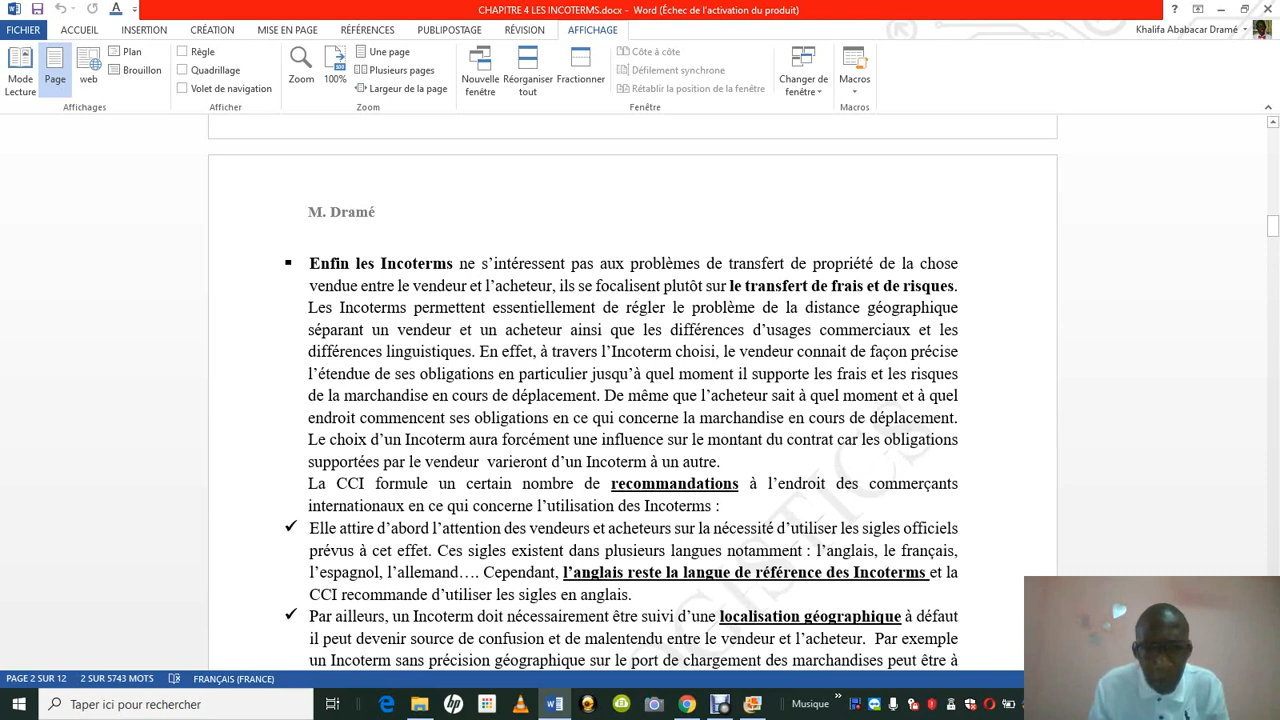 CHAPITRE 4 LES INCOTERMS.docx - Word (Échec de l'activation du produit)
FICHIER ACCUEIL INSERTION CRÉATION MISE EN PAGE RÉFÉRENCES PUBLIPOSTAGE RÉVISION AFFICHAGE Khalifa Ababacar Dramé
Mode Lecture
Page
web
Plan
Brouillon
Affichages
Règle
Quadrillage
Volet de navigation
Afficher
Zoom
100%
Une page
Plusieurs pages
Largeur de la page
Zoom
Nouvelle fenêtre
Réorganiser tout
Fractionner
Côte à côte
Défilement synchrone
Rétablir la position de la fenêtre
Changer de fenêtre
Fenêtre
Macros
Macros
M. Dramé
▪ Enfin les Incoterms ne s’intéressent pas aux problèmes de transfert de propriété de la chose
vendue entre le vendeur et l’acheteur, ils se focalisent plutôt sur le transfert de frais et de risques.
Les Incoterms permettent essentiellement de régler le problème de la distance géographique
séparant un vendeur et un acheteur ainsi que les différences d’usages commerciaux et les
différences linguistiques. En effet, à travers l’Incoterm choisi, le vendeur connait de façon précise
l’étendue de ses obligations en particulier jusqu’à quel moment il supporte les frais et les risques
de la marchandise en cours de déplacement. De même que l’acheteur sait à quel moment et à quel
endroit commencent ses obligations en ce qui concerne la marchandise en cours de déplacement.
Le choix d’un Incoterm aura forcément une influence sur le montant du contrat car les obligations
supportées par le vendeur varieront d’un Incoterm à un autre.
La CCI formule un certain nombre de recommandations à l’endroit des commerçants
internationaux en ce qui concerne l’utilisation des Incoterms :
✓ Elle attire d’abord l’attention des vendeurs et acheteurs sur la nécessité d’utiliser les sigles officiels
prévus à cet effet. Ces sigles existent dans plusieurs langues notamment : l’anglais, le français,
l’espagnol, l’allemand…. Cependant, l’anglais reste la langue de référence des Incoterms et la
CCI recommande d’utiliser les sigles en anglais.
✓ Par ailleurs, un Incoterm doit nécessairement être suivi d’une localisation géographique à défaut
il peut devenir source de confusion et de malentendu entre le vendeur et l’acheteur. Par exemple
un Incoterm sans précision géographique sur le port de chargement des marchandises peut être à
PAGE 2 SUR 12 2 SUR 5743 MOTS FRANÇAIS (FRANCE)
Taper ici pour rechercher
Musique